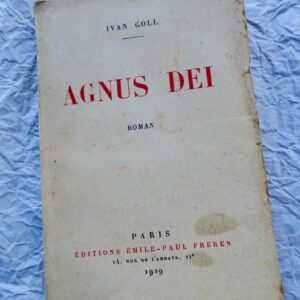 IVAN GOLL
AGNUS DEI
ROMAN
PARIS
ÉDITIONS ÉMILE-PAUL FRÈRES
14, RUE DE L'ABBAYE, VIe
1929